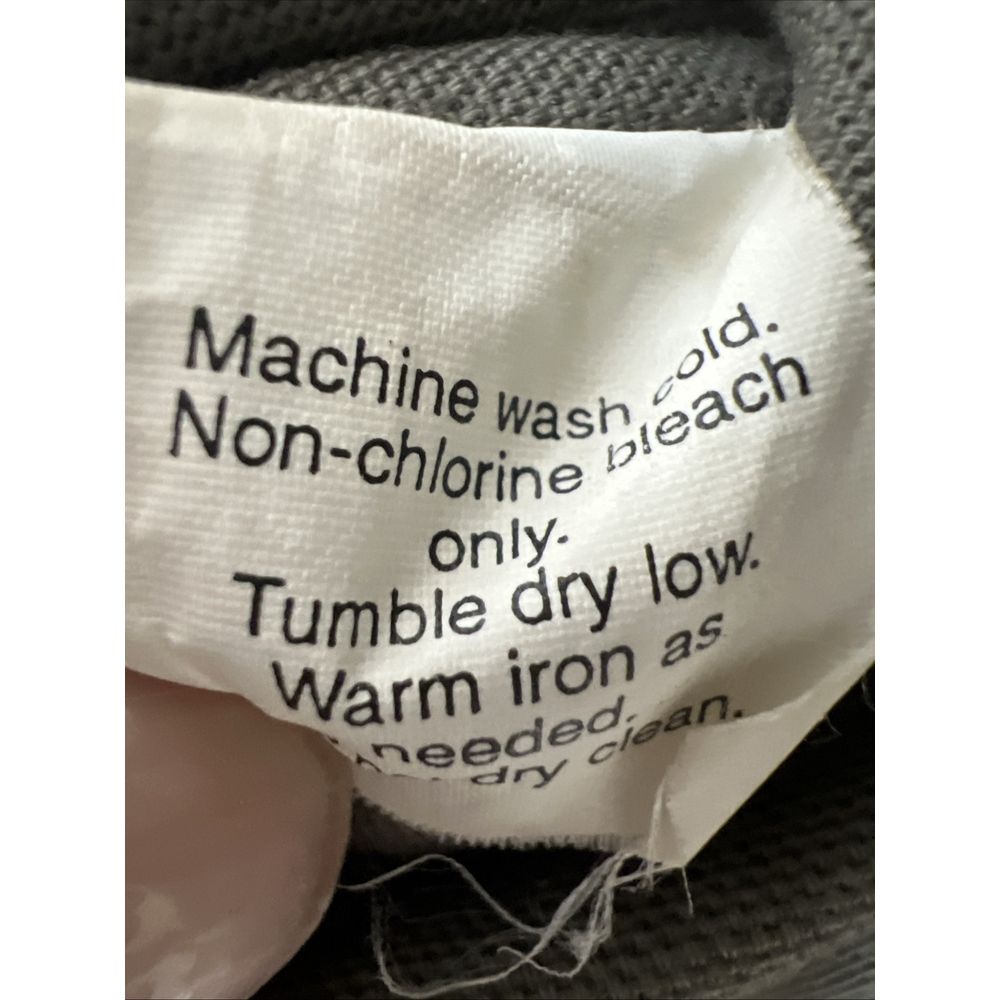 Machine wash cold.
Non-chlorine bleach
only.
Tumble dry low.
Warm iron as
needed.
dry clean.